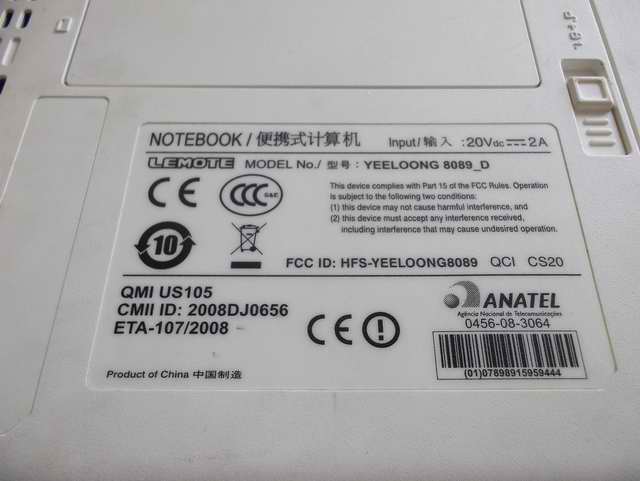 NOTEBOOK / 便携式计算机 Input/输入 :20Vdc 2A
LEMOTE MODEL No./ 型号: YEELOONG 8089_D
CE CCC S&E
This device complies with Part 15 of the FCC Rules. Operation
is subject to the following two conditions:
(1) this device may not cause harmful interference, and
(2) this device must accept any interference received,
including interference that may cause undesired operation.
10
FCC ID: HFS-YEELOONG8089 QCI CS20
QMI US105
CMII ID: 2008DJ0656
ETA-107/2008
CE
ANATEL
Agência Nacional de Telecomunicações
0456-08-3064
(01)07898915959444
Product of China 中国制造